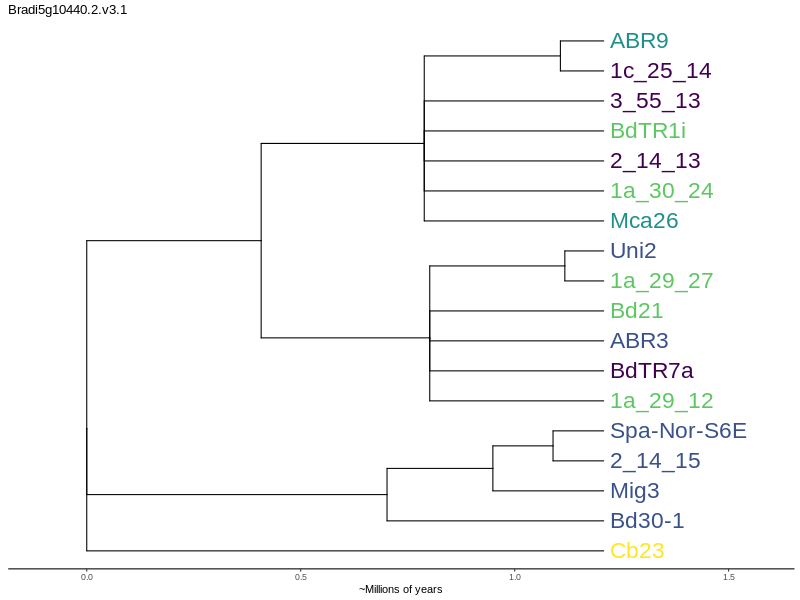 Bradi5g10440.2.v3.1
ABR9
1c_25_14
3_55_13
BdTR1i
2_14_13
1a_30_24
Mca26
Uni2
1a_29_27
Bd21
ABR3
BdTR7a
1a_29_12
Spa-Nor-S6E
2_14_15
Mig3
Bd30-1
Cb23
0.0 0.5 1.0 1.5
~Millions of years